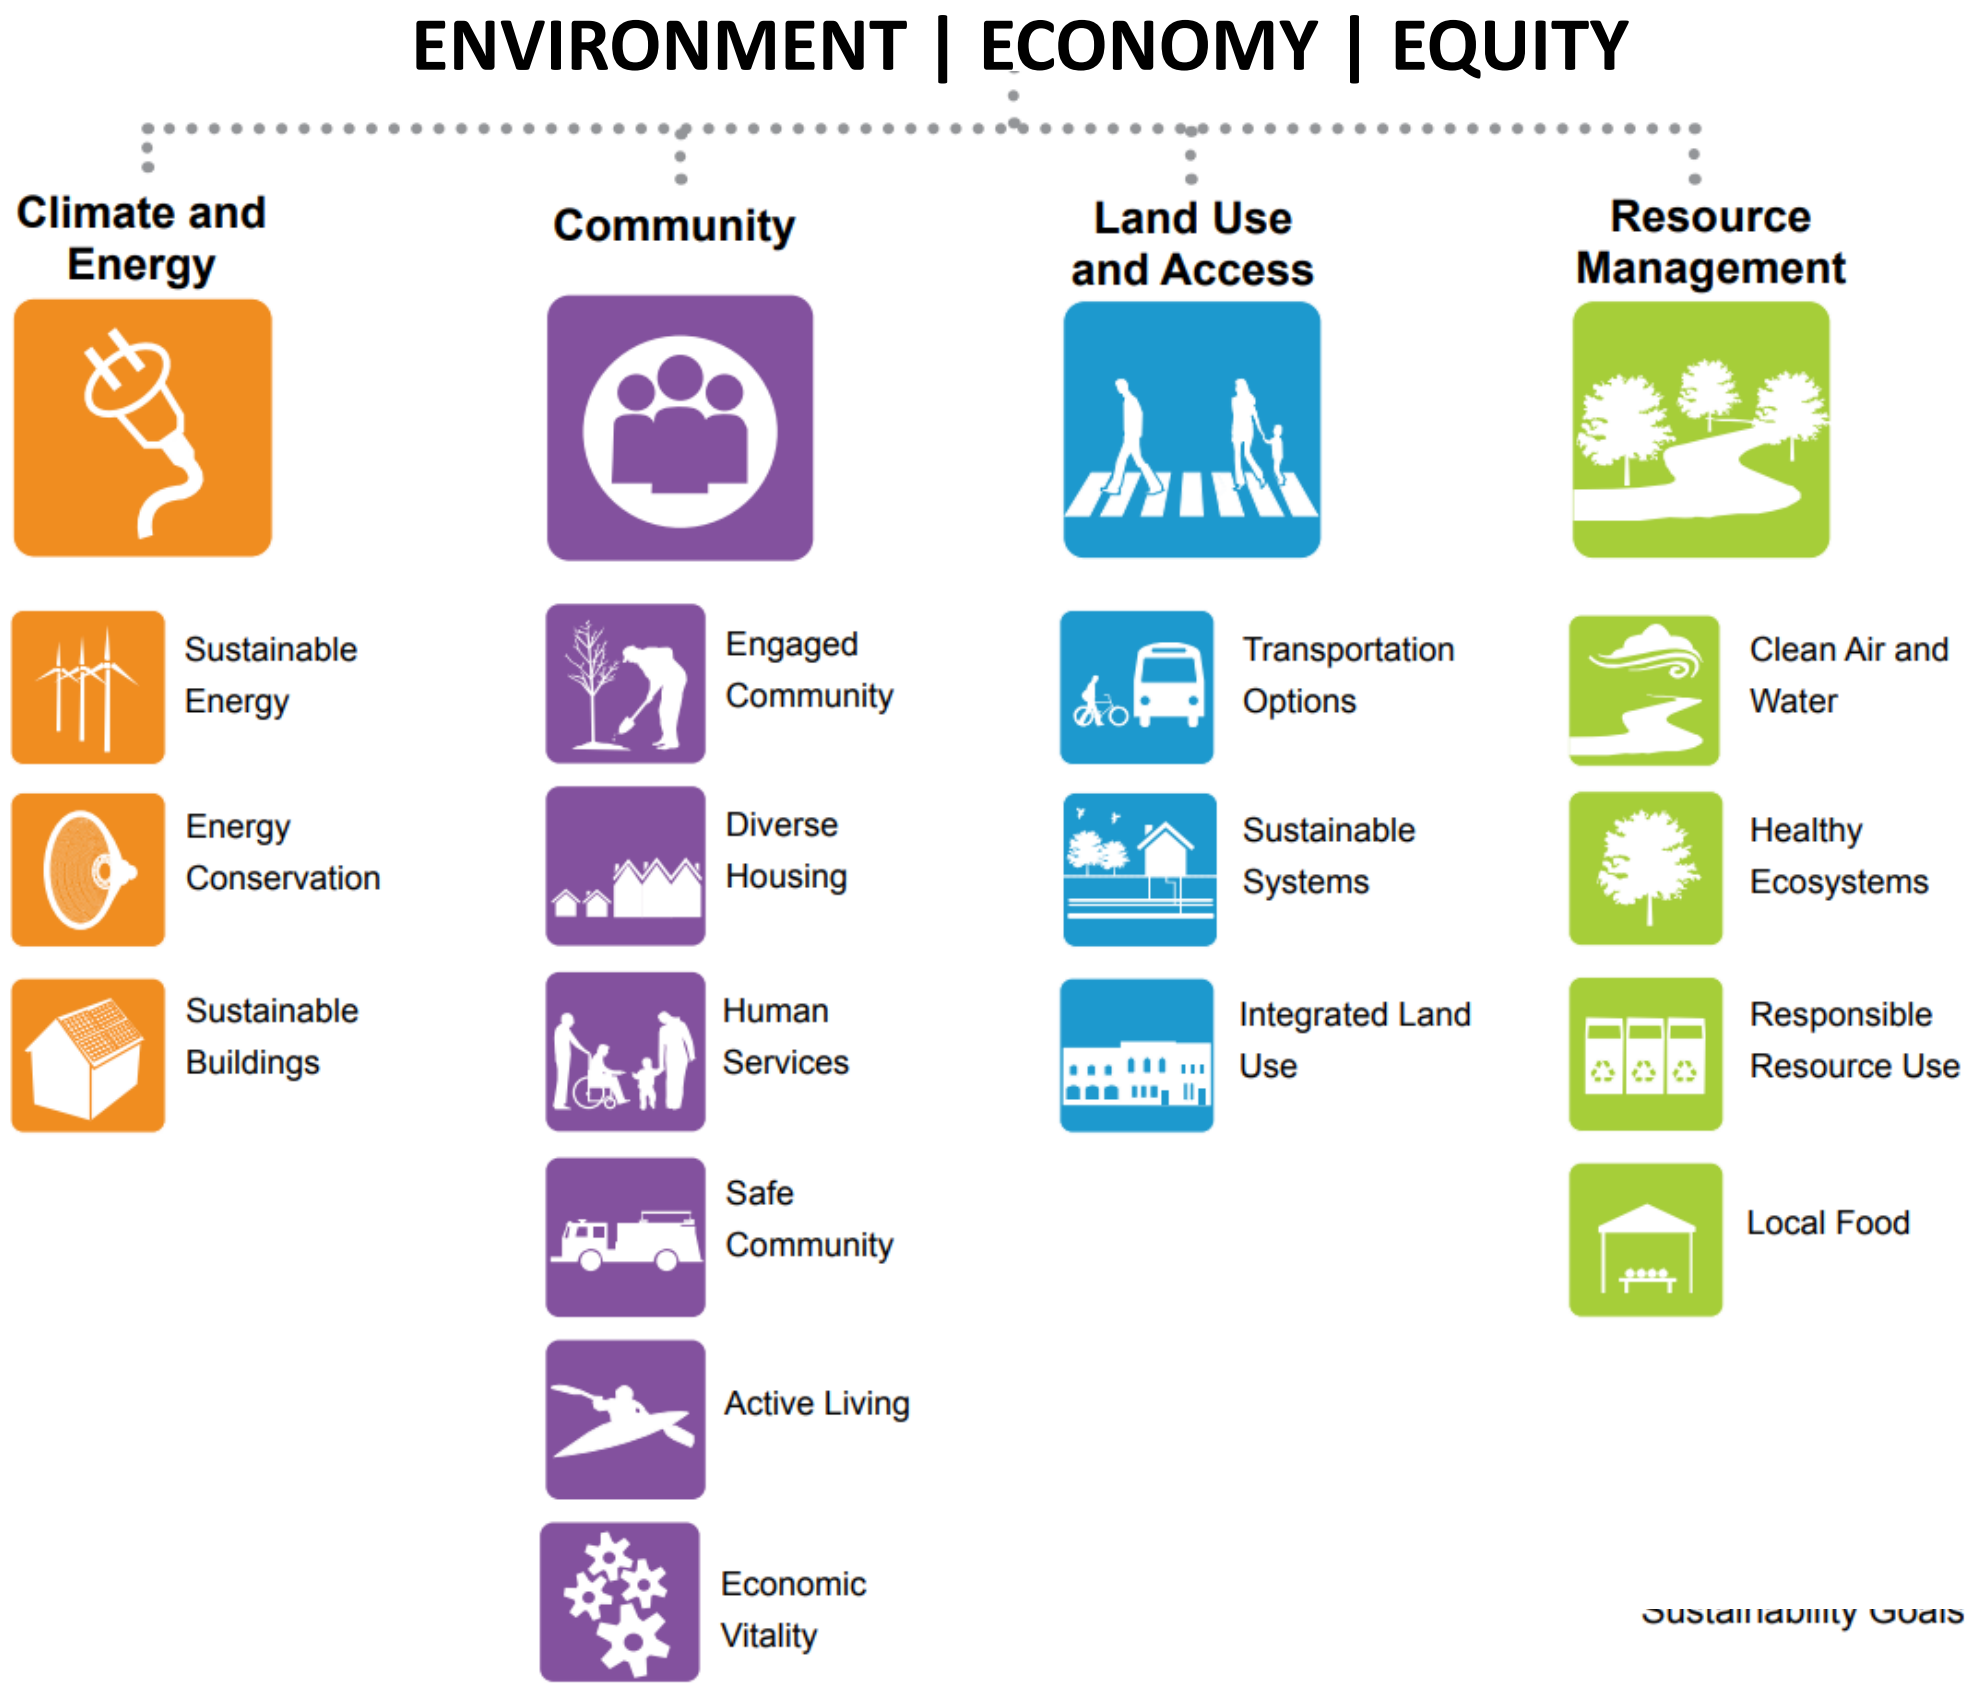 ENVIRONMENT | ECONOMY | EQUITY
Climate and
Energy
Sustainable
Energy
Energy
Conservation
Sustainable
Buildings
Community
Engaged
Community
Diverse
Housing
Human
Services
Safe
Community
Active Living
Economic
Vitality
Land Use
and Access
Transportation
Options
Sustainable
Systems
Integrated Land
Use
Resource
Management
Clean Air and
Water
Healthy
Ecosystems
Responsible
Resource Use
Local Food
Sustainability Goals